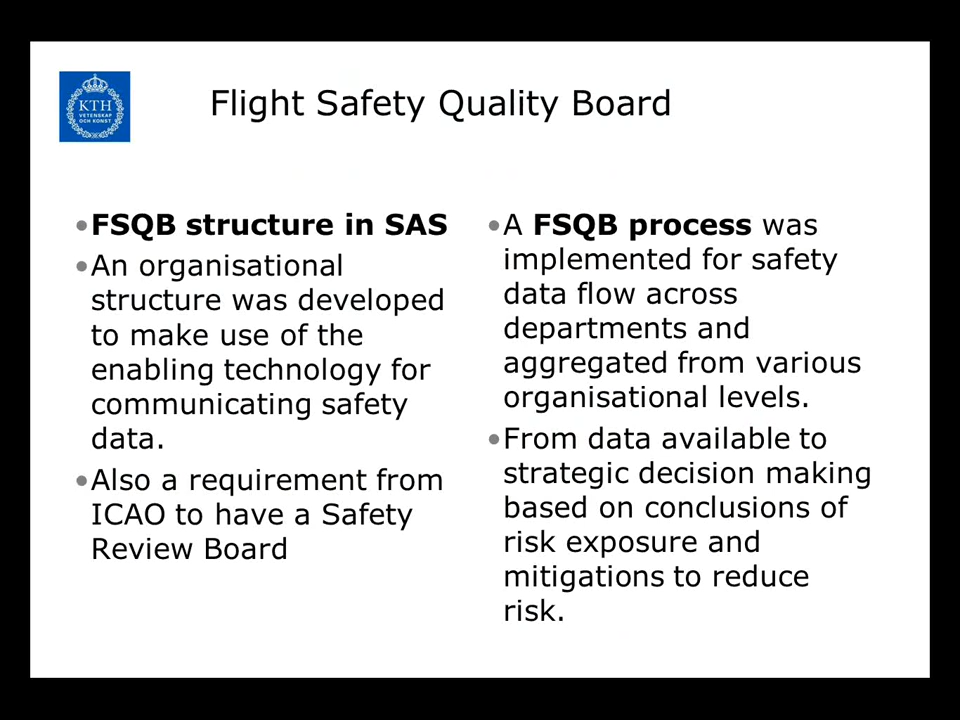 KTH
VETENSKAP
OCH KONST
Flight Safety Quality Board
•FSQB structure in SAS
•An organisational
structure was developed
to make use of the
enabling technology for
communicating safety
data.
•Also a requirement from
ICAO to have a Safety
Review Board
•A FSQB process was
implemented for safety
data flow across
departments and
aggregated from various
organisational levels.
•From data available to
strategic decision making
based on conclusions of
risk exposure and
mitigations to reduce
risk.